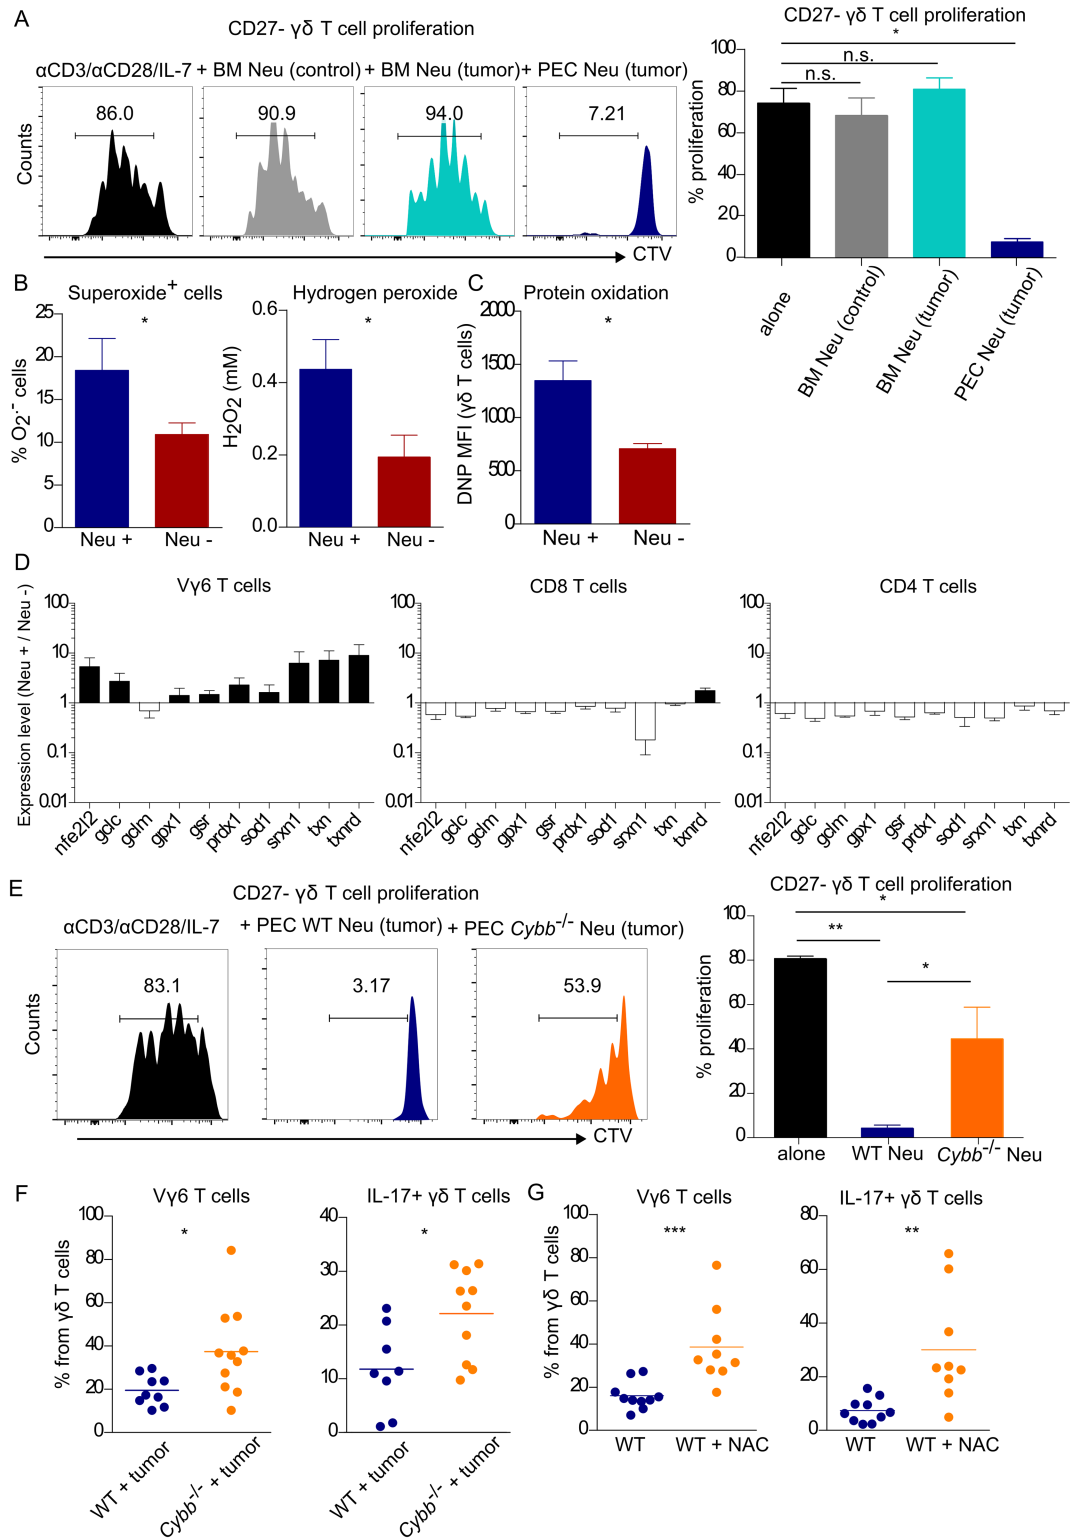 A
CD27- γδ T cell proliferation
αCD3/αCD28/IL-7 + BM Neu (control) + BM Neu (tumor) + PEC Neu (tumor)
Counts
86.0
90.9
94.0
7.21
CTV
CD27- γδ T cell proliferation
% proliferation
100
80
60
40
20
0
n.s.
n.s.
*
alone
BM Neu (control)
BM Neu (tumor)
PEC Neu (tumor)
B
Superoxide+ cells
% O2.- cells
25
20
15
10
5
0
*
Neu +
Neu -
Hydrogen peroxide
H2O2 (mM)
0.6
0.4
0.2
0.0
*
Neu +
Neu -
C
Protein oxidation
DNP MFI (γδ T cells)
2000
1500
1000
500
0
*
Neu +
Neu -
D
Expression level (Neu + / Neu -)
Vγ6 T cells
100
10
1
0.1
0.01
nfe2l2
gclc
gclm
gpx1
gsr
prdx1
sod1
srxn1
txn
txnrd
CD8 T cells
100
10
1
0.1
0.01
nfe2l2
gclc
gclm
gpx1
gsr
prdx1
sod1
srxn1
txn
txnrd
CD4 T cells
100
10
1
0.1
0.01
nfe2l2
gclc
gclm
gpx1
gsr
prdx1
sod1
srxn1
txn
txnrd
E
CD27- γδ T cell proliferation
αCD3/αCD28/IL-7 + PEC WT Neu (tumor) + PEC Cybb-/- Neu (tumor)
Counts
83.1
3.17
53.9
CTV
CD27- γδ T cell proliferation
% proliferation
100
80
60
40
20
0
*
**
*
alone
WT Neu
Cybb-/- Neu
F
Vγ6 T cells
% from γδ T cells
100
80
60
40
20
0
*
WT + tumor
Cybb-/- + tumor
IL-17+ γδ T cells
40
30
20
10
0
*
WT + tumor
Cybb-/- + tumor
G
Vγ6 T cells
% from γδ T cells
100
80
60
40
20
0
***
WT
WT + NAC
IL-17+ γδ T cells
80
60
40
20
0
**
WT
WT + NAC